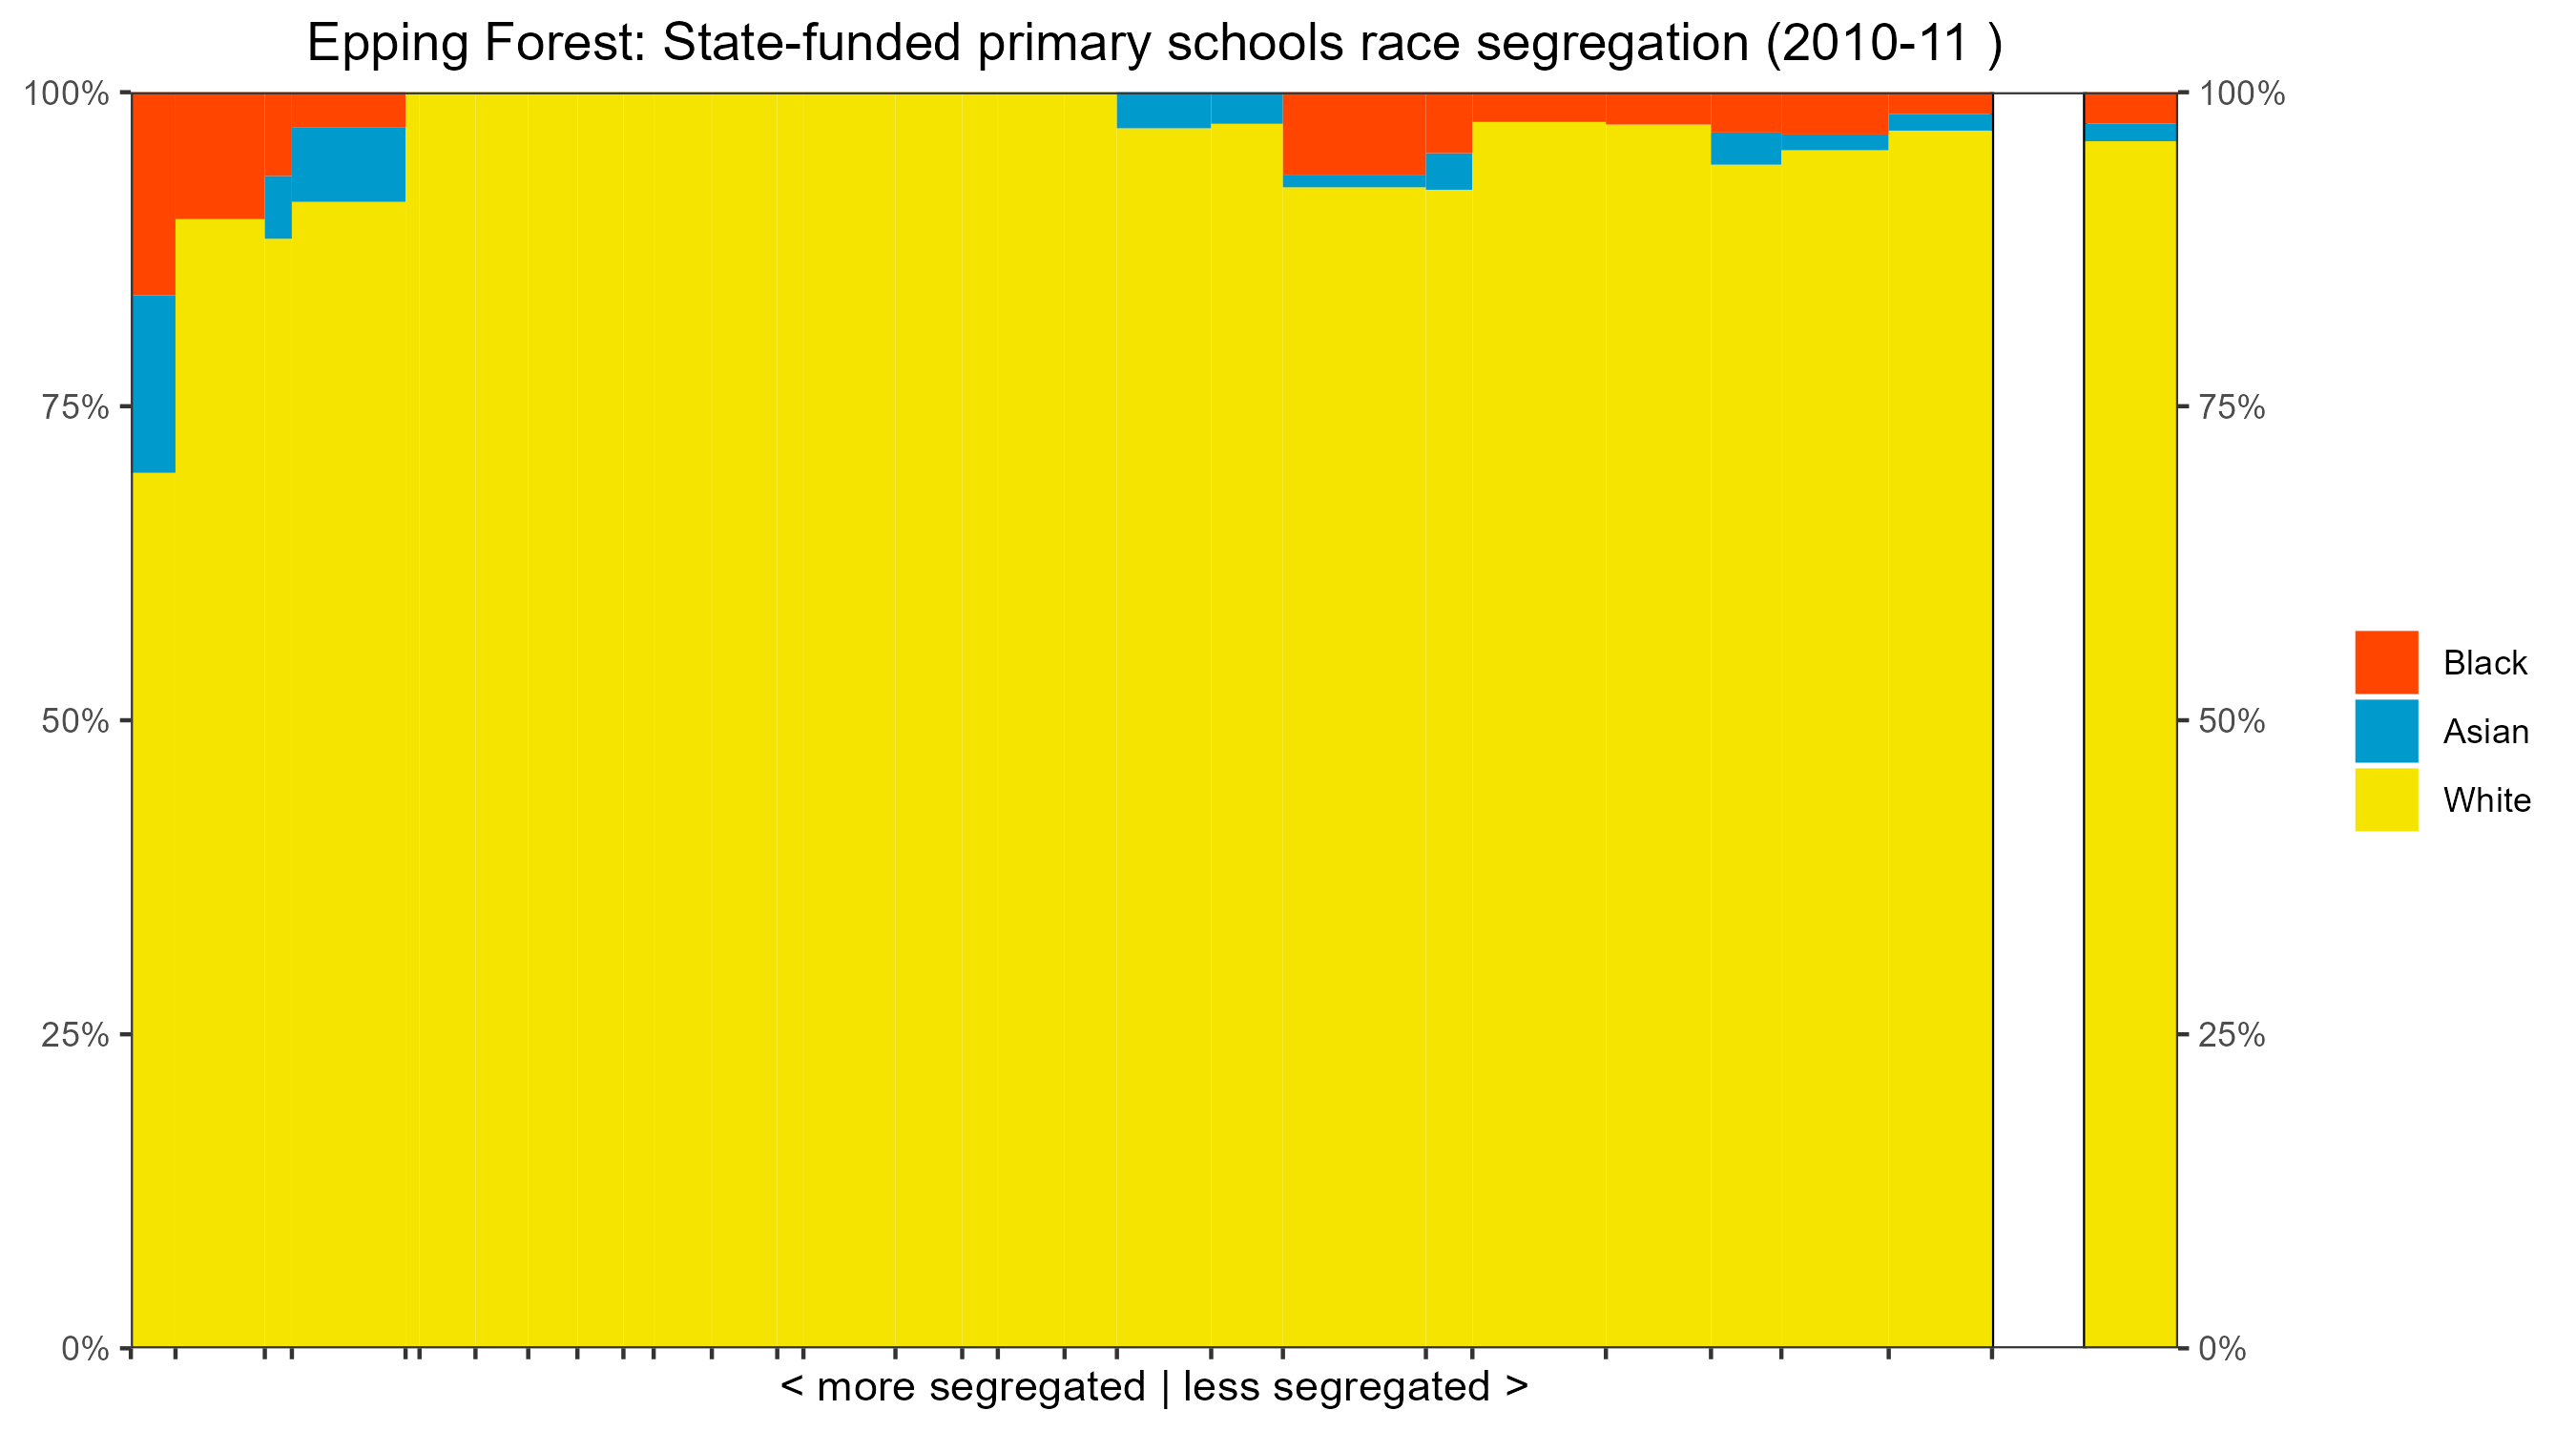 Epping Forest: State-funded primary schools race segregation (2010-11 )
100%
75%
50%
25%
0%
100%
75%
50%
25%
0%
Black
Asian
White
< more segregated | less segregated >